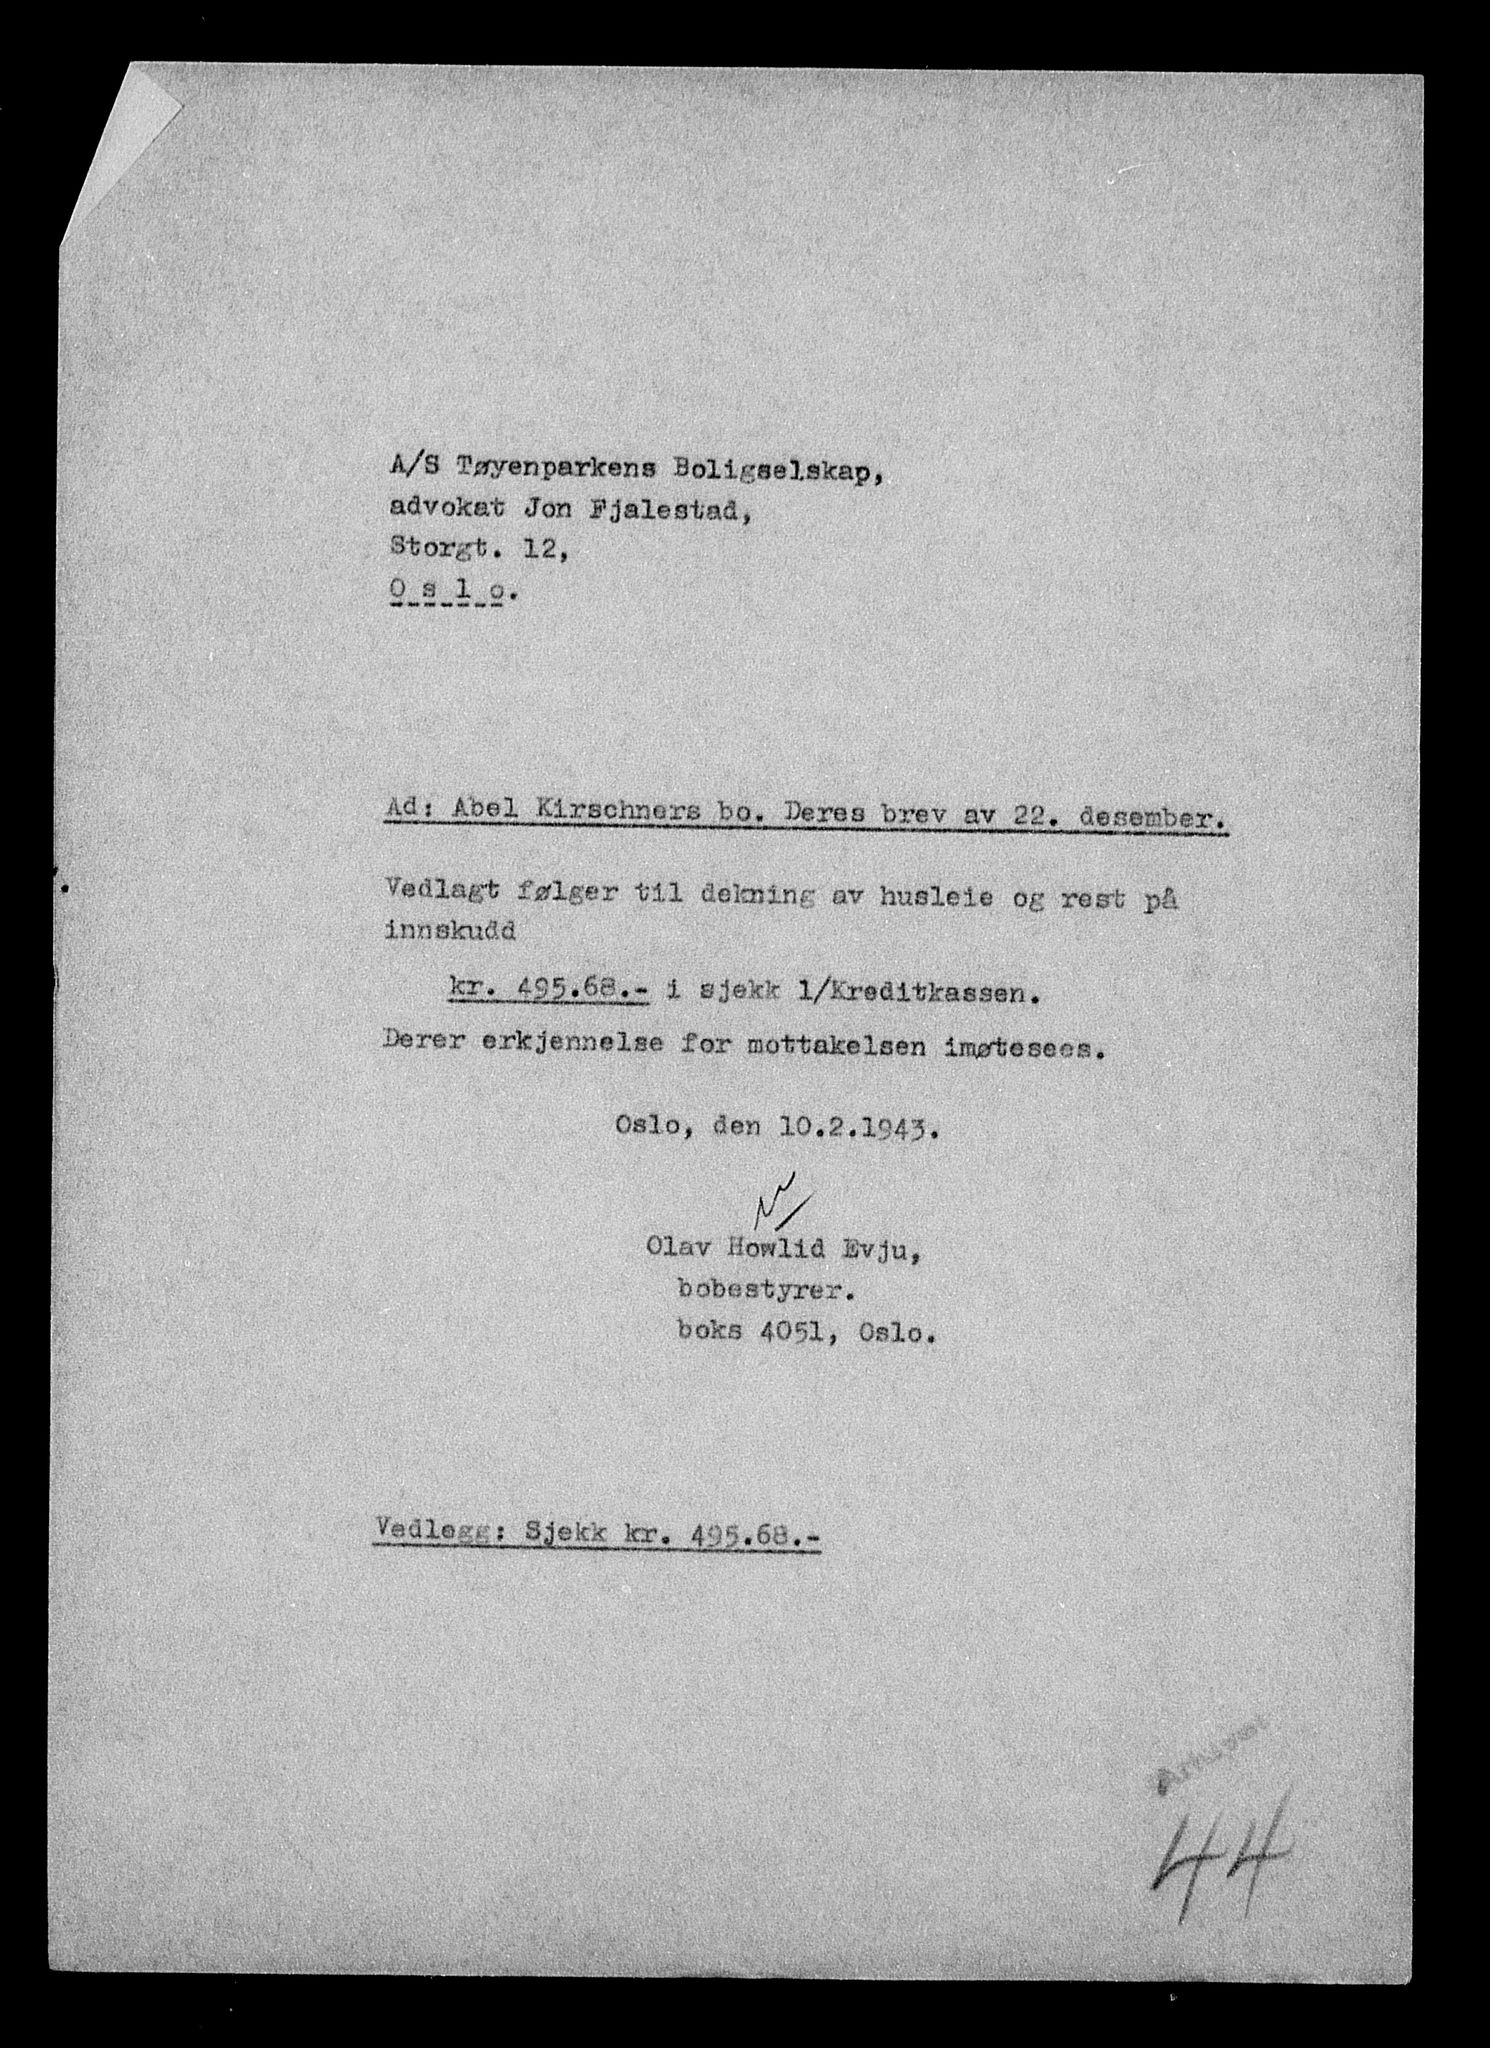 A/S Tøyenparkens Boligselskap,
advokat Jon Fjalestad,
Storgt. 12,
O s l o.
Ad: Abel Kirschners bo. Deres brev av 22. desember.
Vedlagt følger til dekning av husleie og rest på
innskudd
kr. 495.68.- i sjekk l/Kreditkassen.
Derer erkjennelse for mottakelsen imøtesees.
Oslo, den 10.2.1943.
Olav Howlid Evju,
bobestyrer.
boks 4051, Oslo.
Vedlegg: Sjekk kr. 495.68.-
44